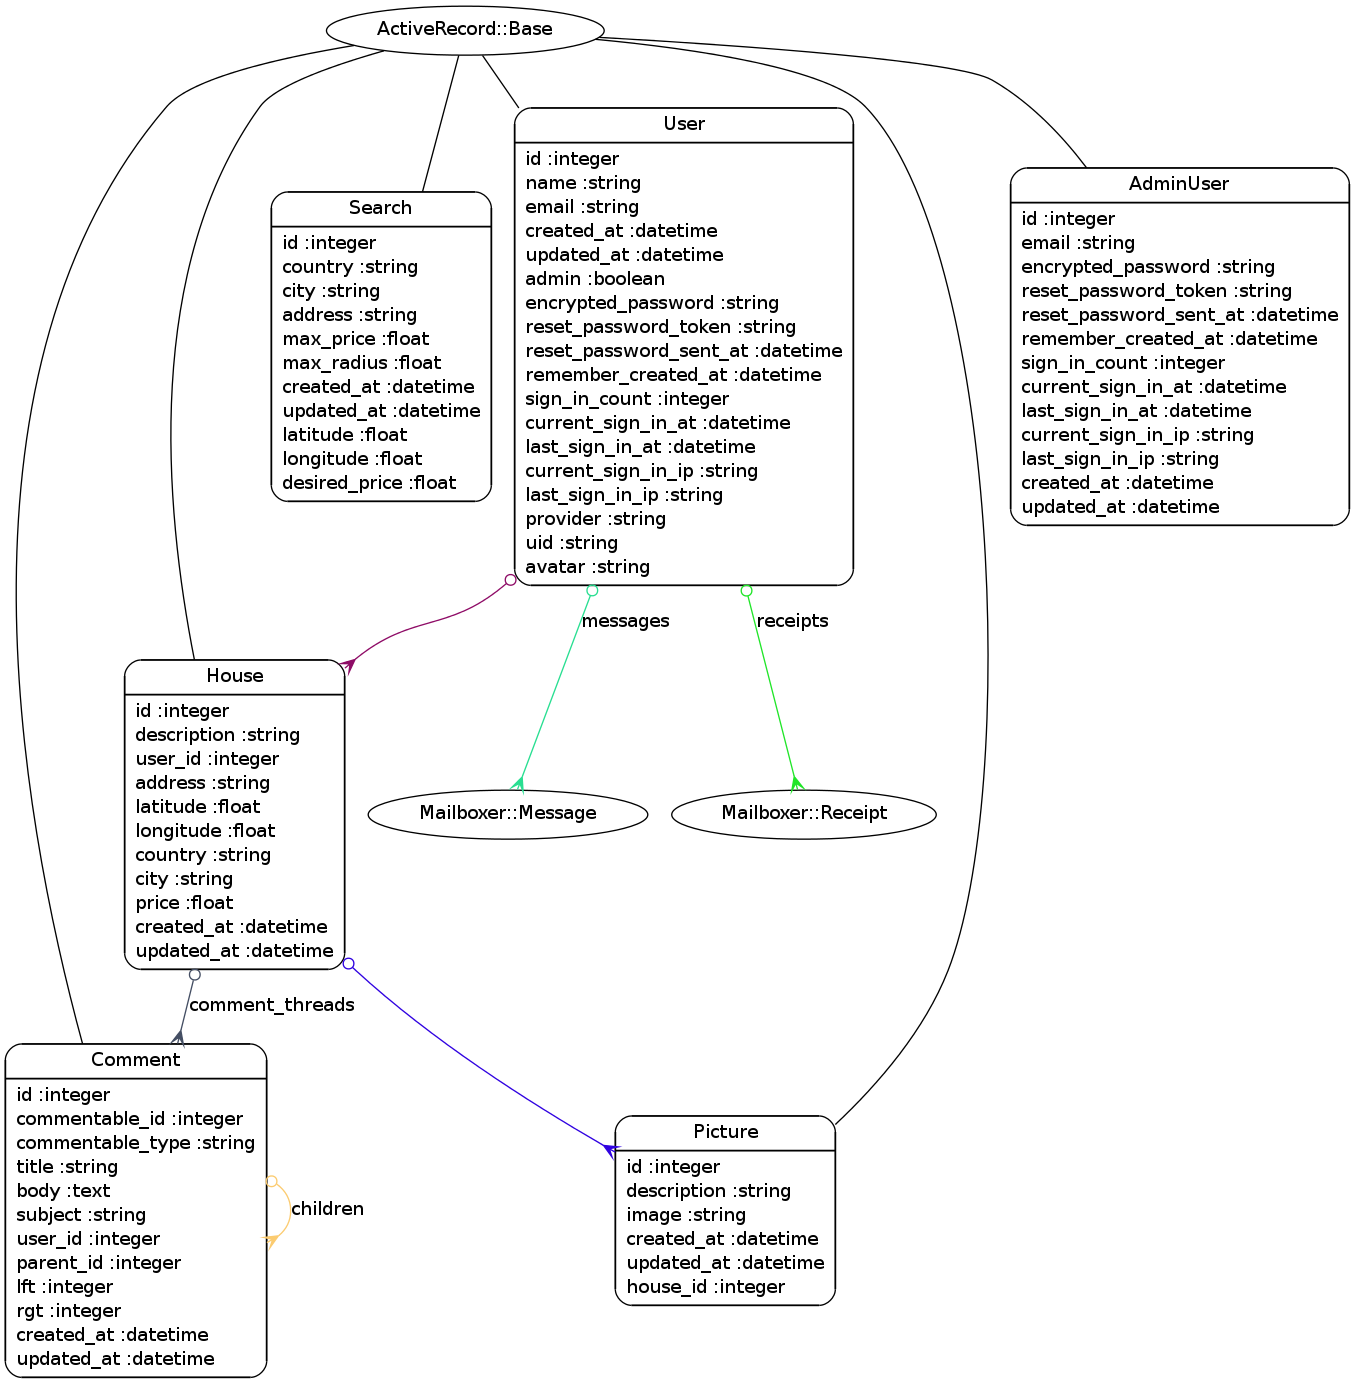 ActiveRecord::Base
User
id :integer
name :string
email :string
created_at :datetime
updated_at :datetime
admin :boolean
encrypted_password :string
reset_password_token :string
reset_password_sent_at :datetime
remember_created_at :datetime
sign_in_count :integer
current_sign_in_at :datetime
last_sign_in_at :datetime
current_sign_in_ip :string
last_sign_in_ip :string
provider :string
uid :string
avatar :string
AdminUser
id :integer
email :string
encrypted_password :string
reset_password_token :string
reset_password_sent_at :datetime
remember_created_at :datetime
sign_in_count :integer
current_sign_in_at :datetime
last_sign_in_at :datetime
current_sign_in_ip :string
last_sign_in_ip :string
created_at :datetime
updated_at :datetime
Search
id :integer
country :string
city :string
address :string
max_price :float
max_radius :float
created_at :datetime
updated_at :datetime
latitude :float
longitude :float
desired_price :float
messages
receipts
House
id :integer
description :string
user_id :integer
address :string
latitude :float
longitude :float
country :string
city :string
price :float
created_at :datetime
updated_at :datetime
Mailboxer::Message
Mailboxer::Receipt
comment_threads
Comment
id :integer
commentable_id :integer
commentable_type :string
title :string
body :text
subject :string
user_id :integer
parent_id :integer
lft :integer
rgt :integer
created_at :datetime
updated_at :datetime
children
Picture
id :integer
description :string
image :string
created_at :datetime
updated_at :datetime
house_id :integer